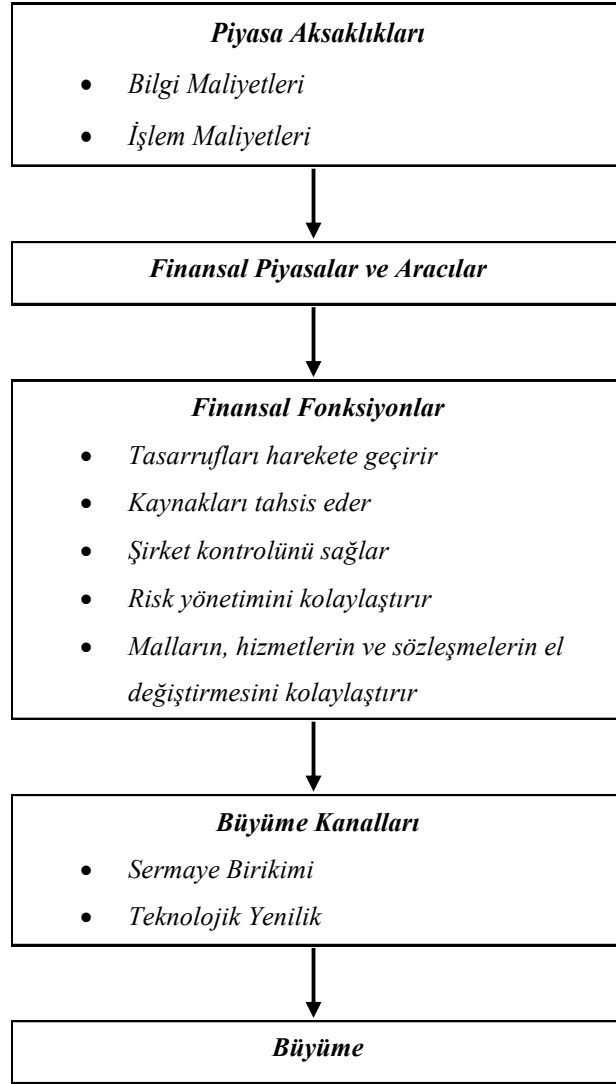 Piyasa Aksaklıkları
• Bilgi Maliyetleri
• İşlem Maliyetleri
Finansal Piyasalar ve Aracılar
Finansal Fonksiyonlar
• Tasarrufları harekete geçirir
• Kaynakları tahsis eder
• Şirket kontrolünü sağlar
• Risk yönetimini kolaylaştırır
• Malların, hizmetlerin ve sözleşmelerin el
değiştirmesini kolaylaştırır
Büyüme Kanalları
• Sermaye Birikimi
• Teknolojik Yenilik
Büyüme